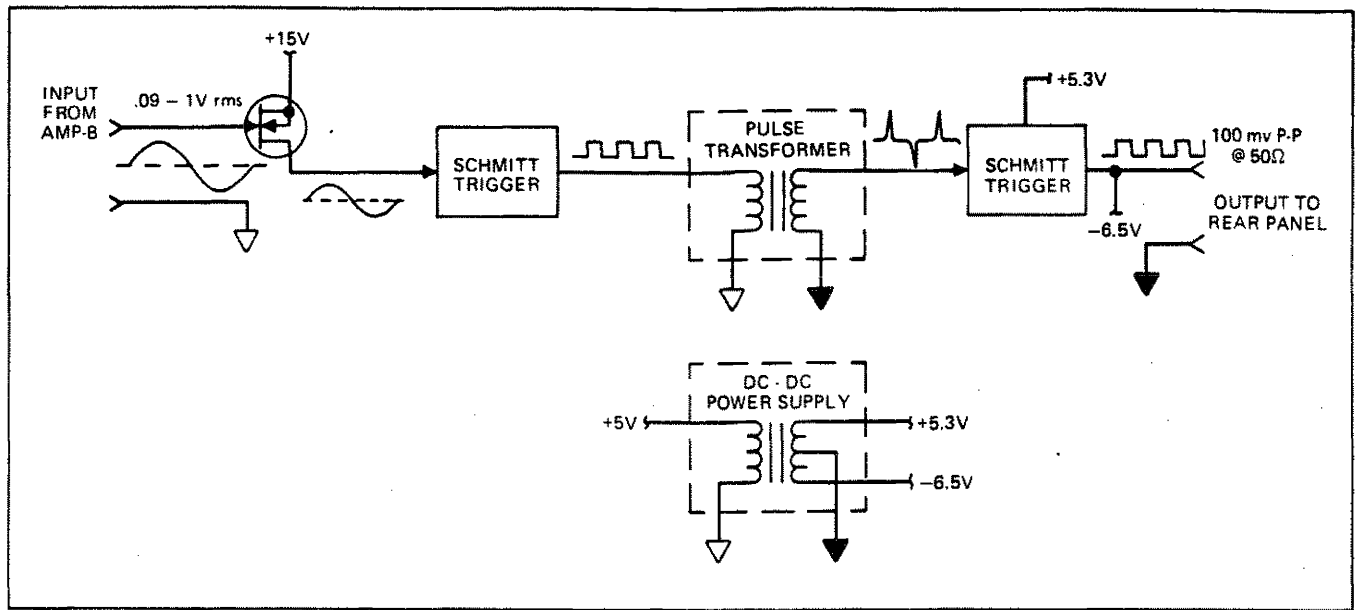 +15V
INPUT
FROM
AMP-B
.09 – 1V rms
SCHMITT
TRIGGER
PULSE
TRANSFORMER
+5.3V
SCHMITT
TRIGGER
100 mv P-P
@ 50Ω
-6.5V
OUTPUT TO
REAR PANEL
DC - DC
POWER SUPPLY
+5V
+5.3V
-6.5V